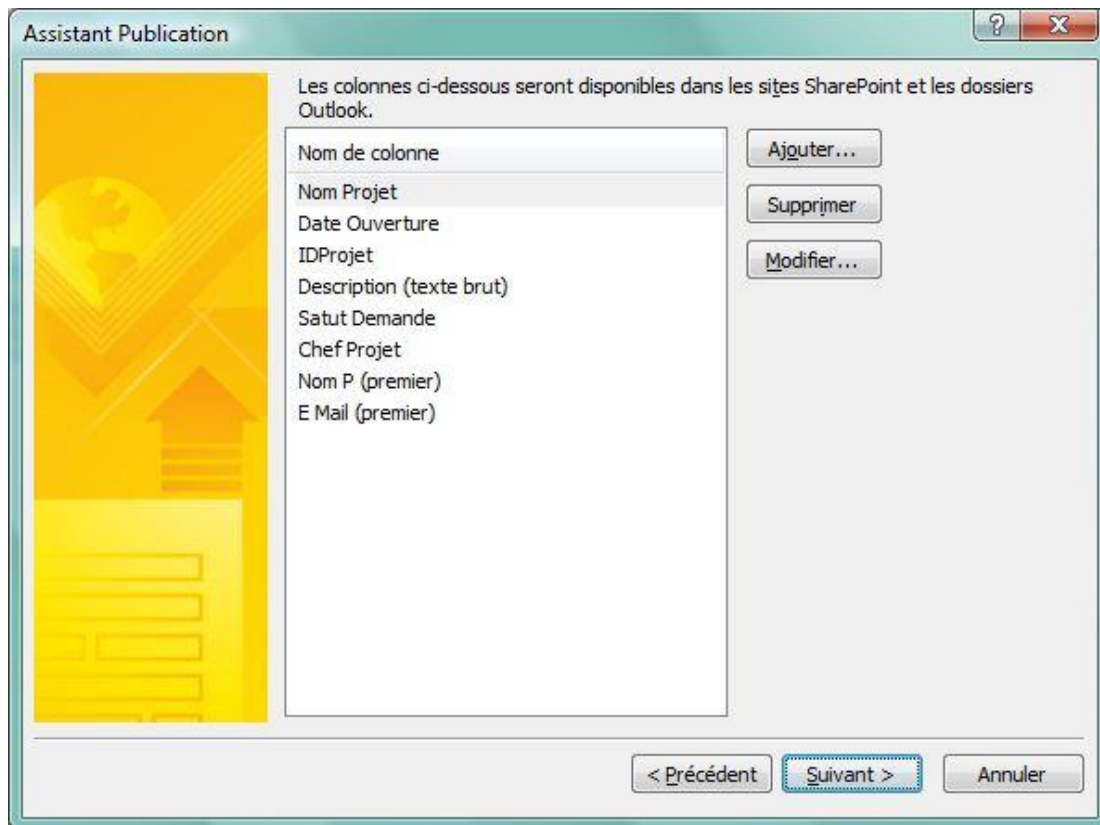 Assistant Publication
?
X
Les colonnes ci-dessous seront disponibles dans les sites SharePoint et les dossiers
Outlook.
Nom de colonne
Ajouter...
Nom Projet
Supprimer
Date Ouverture
IDProjet
Modifier...
Description (texte brut)
Satut Demande
Chef Projet
Nom P (premier)
E Mail (premier)
< Précédent
Suivant >
Annuler